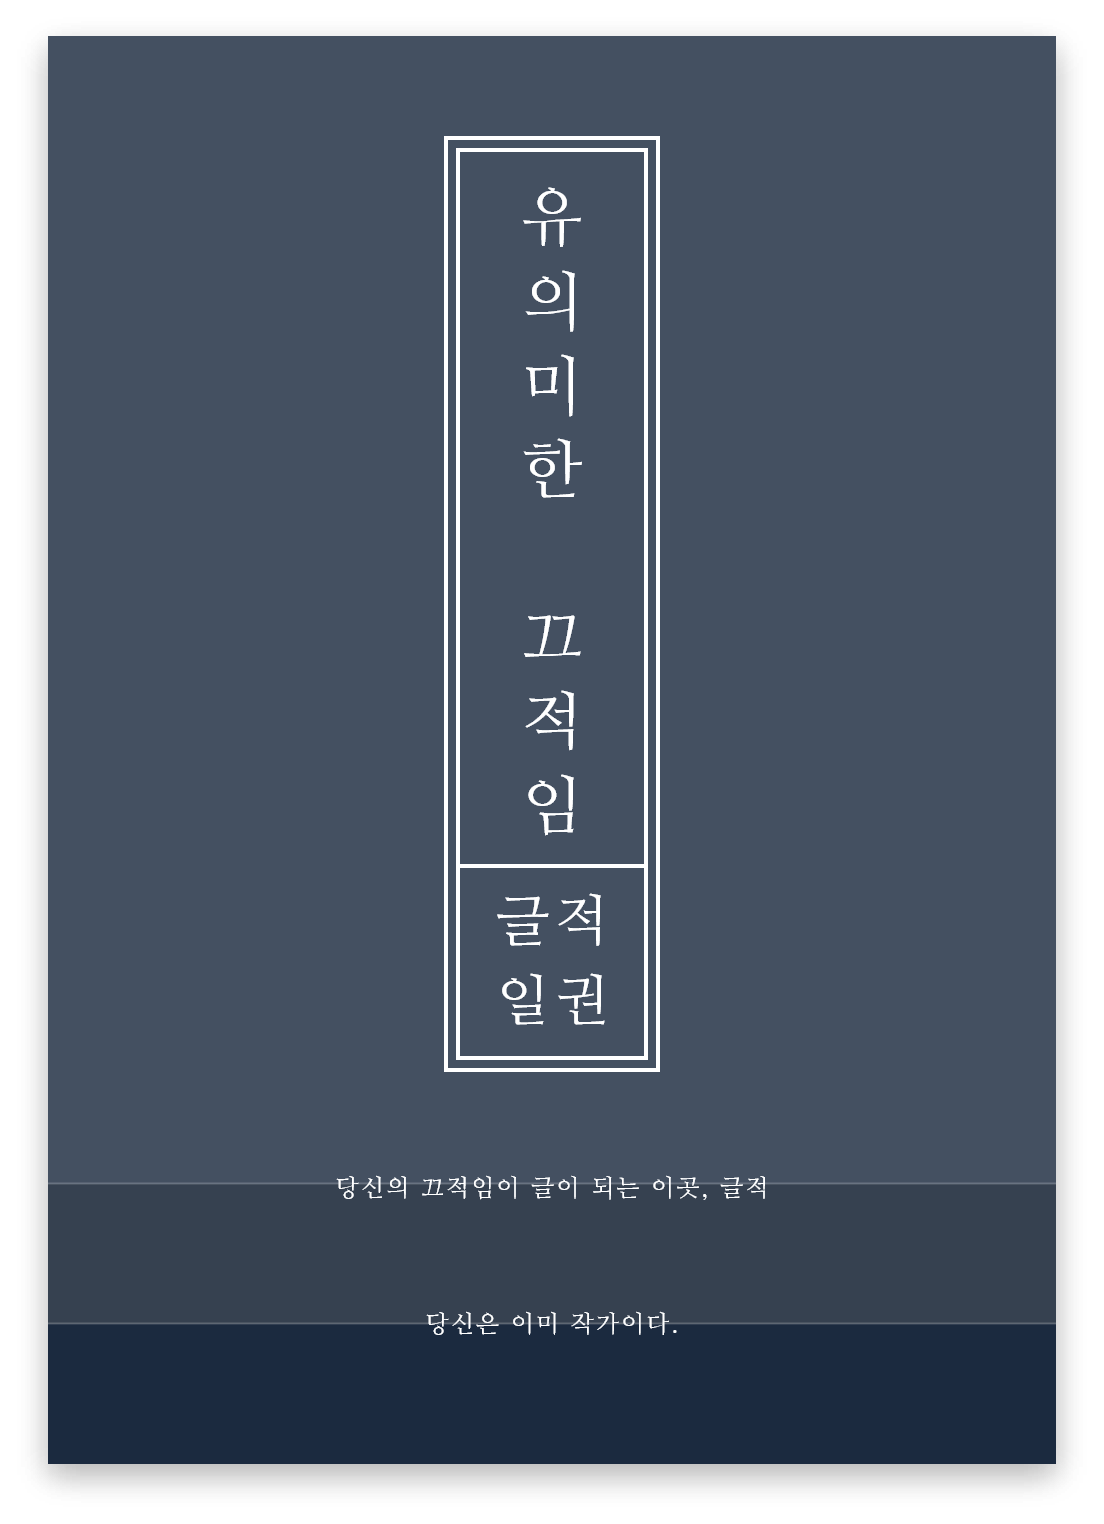 유의미한 끄적임
글적
일권
당신의 끄적임이 글이 되는 이곳, 글적
당신은 이미 작가이다.